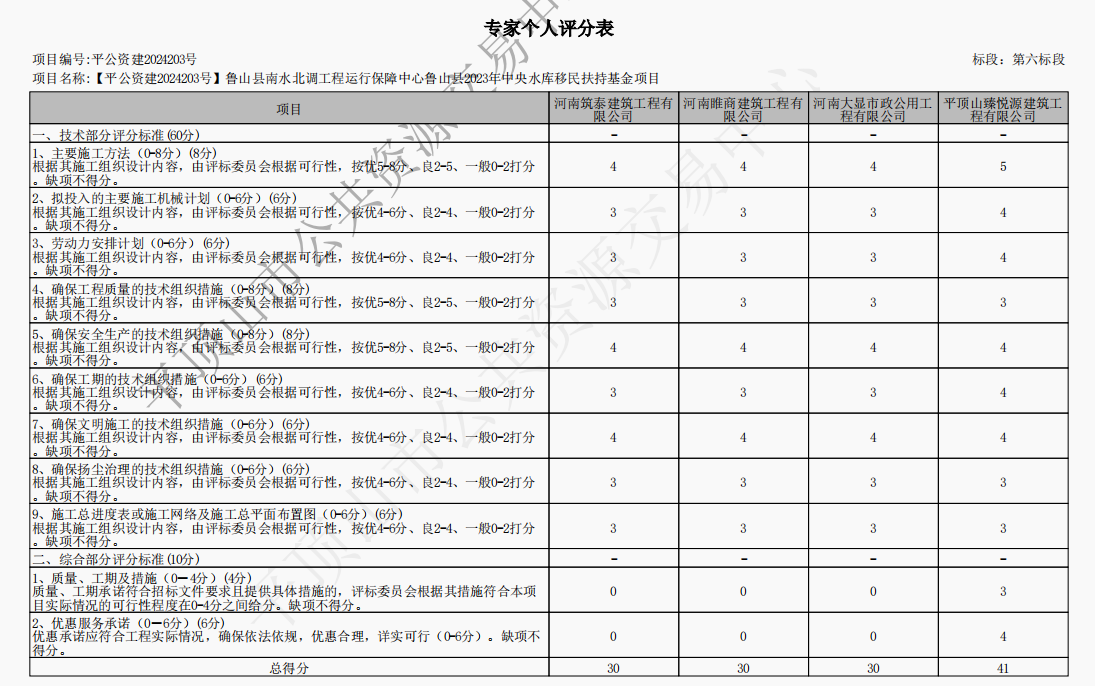 专家个人评分表
项目编号:平公资建2024203号
标段：第六标段
项目名称:【平公资建2024203号】鲁山县南水北调工程运行保障中心鲁山县2023年中央水库移民扶持基金项目
项目
河南筑泰建筑工程有限公司
河南睢商建筑工程有限公司
河南大显市政公用工程有限公司
平顶山臻悦源建筑工程有限公司
一、技术部分评分标准(60分)
-
-
-
-
1、主要施工方法（0-8分）(8分)
根据其施工组织设计内容，由评标委员会根据可行性，按优5-8分、良2-5、一般0-2打分
。缺项不得分。
4
4
4
5
2、拟投入的主要施工机械计划（0-6分）(6分)
根据其施工组织设计内容，由评标委员会根据可行性，按优4-6分、良2-4、一般0-2打分
。缺项不得分。
3
3
3
4
3、劳动力安排计划（0-6分）(6分)
根据其施工组织设计内容，由评标委员会根据可行性，按优4-6分、良2-4、一般0-2打分
。缺项不得分。
3
3
3
4
4、确保工程质量的技术组织措施（0-8分）(8分)
根据其施工组织设计内容，由评标委员会根据可行性，按优5-8分、良2-5、一般0-2打分
。缺项不得分。
3
3
3
3
5、确保安全生产的技术组织措施（0-8分）(8分)
根据其施工组织设计内容，由评标委员会根据可行性，按优5-8分、良2-5、一般0-2打分
。缺项不得分。
4
4
4
4
6、确保工期的技术组织措施（0-6分）(6分)
根据其施工组织设计内容，由评标委员会根据可行性，按优4-6分、良2-4、一般0-2打分
。缺项不得分。
3
3
3
4
7、确保文明施工的技术组织措施（0-6分）(6分)
根据其施工组织设计内容，由评标委员会根据可行性，按优4-6分、良2-4、一般0-2打分
。缺项不得分。
4
4
4
4
8、确保扬尘治理的技术组织措施（0-6分）(6分)
根据其施工组织设计内容，由评标委员会根据可行性，按优4-6分、良2-4、一般0-2打分
。缺项不得分。
3
3
3
3
9、施工总进度表或施工网络及施工总平面布置图（0-6分）(6分)
根据其施工组织设计内容，由评标委员会根据可行性，按优4-6分、良2-4、一般0-2打分
。缺项不得分。
3
3
3
3
二、综合部分评分标准(10分)
-
-
-
-
1、质量、工期及措施（0－4分）(4分)
质量、工期承诺符合招标文件要求且提供具体措施的，评标委员会根据其措施符合本项
目实际情况的可行性程度在0-4分之间给分。缺项不得分。
0
0
0
3
2、优惠服务承诺（0－6分）(6分)
优惠承诺应符合工程实际情况，确保依法依规，优惠合理，详实可行（0-6分）。缺项不
得分。
0
0
0
4
总得分
30
30
30
41
平顶山市公共资源交易中
平顶山市公共资源交易中心